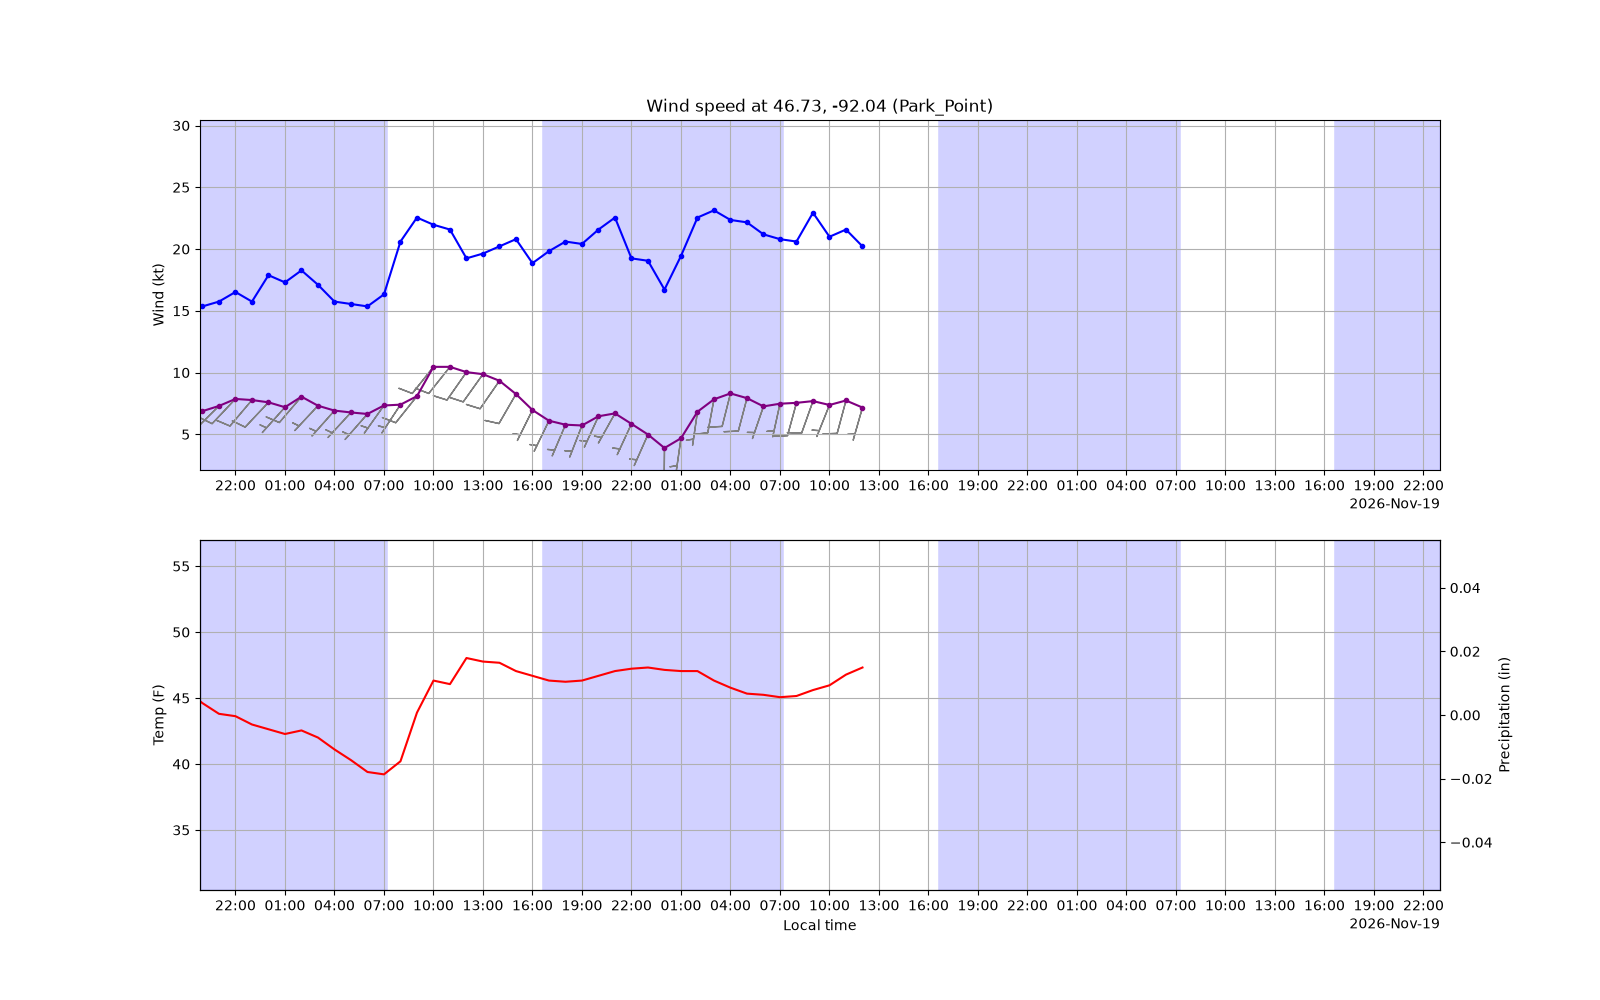 Wind speed at 46.73, -92.04 (Park_Point)
30
25
20
15
10
5
Wind (kt)
22:00 01:00 04:00 07:00 10:00 13:00 16:00 19:00 22:00 01:00 04:00 07:00 10:00 13:00 16:00 19:00 22:00 01:00 04:00 07:00 10:00 13:00 16:00 19:00 22:00
2026-Nov-19
55
50
45
40
35
Temp (F)
0.04
0.02
0.00
−0.02
−0.04
Precipitation (in)
22:00 01:00 04:00 07:00 10:00 13:00 16:00 19:00 22:00 01:00 04:00 07:00 10:00 13:00 16:00 19:00 22:00 01:00 04:00 07:00 10:00 13:00 16:00 19:00 22:00
Local time
2026-Nov-19